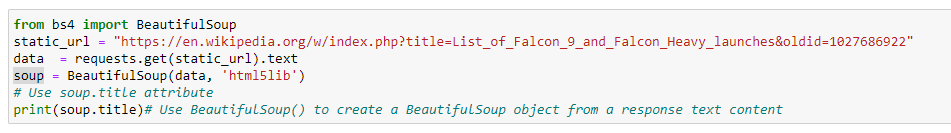 from bs4 import BeautifulSoup
static_url = "https://en.wikipedia.org/w/index.php?title=List_of_Falcon_9_and_Falcon_Heavy_launches&oldid=1027686922"
data  = requests.get(static_url).text
soup = BeautifulSoup(data, 'html5lib')
# Use soup.title attribute
print(soup.title)# Use BeautifulSoup() to create a BeautifulSoup object from a response text content